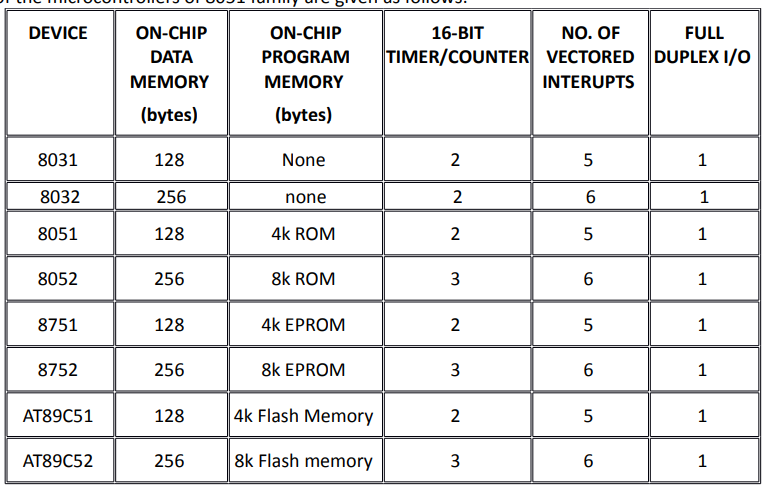 of the microcontrollers of 8051 family are given as follows:
DEVICE ON-CHIP DATA MEMORY (bytes) ON-CHIP PROGRAM MEMORY (bytes) 16-BIT TIMER/COUNTER NO. OF VECTORED INTERUPTS FULL DUPLEX I/O
8031 128 None 2 5 1
8032 256 none 2 6 1
8051 128 4k ROM 2 5 1
8052 256 8k ROM 3 6 1
8751 128 4k EPROM 2 5 1
8752 256 8k EPROM 3 6 1
AT89C51 128 4k Flash Memory 2 5 1
AT89C52 256 8k Flash memory 3 6 1